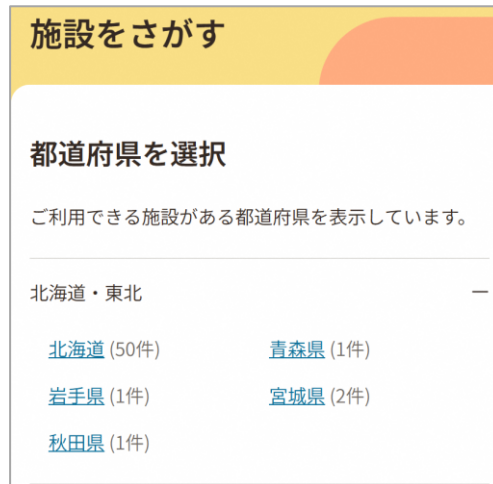 施設をさがす
都道府県を選択
ご利用できる施設がある都道府県を表示しています。
北海道・東北
北海道 (50件) 青森県 (1件)
岩手県 (1件) 宮城県 (2件)
秋田県 (1件)